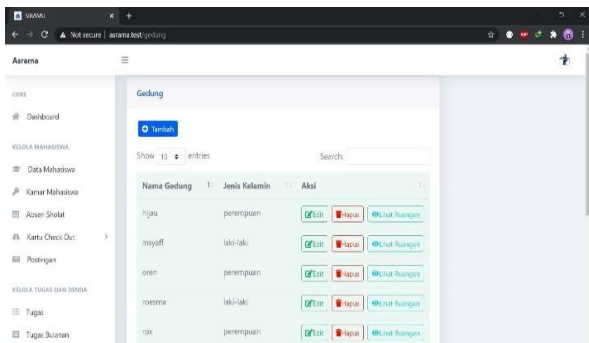 SIRAMU
Not secure | asrama.test/gedung
Asrama
CORE
Dashboard
KELOLA MAHASISWA
Data Mahasiswa
Kamar Mahasiswa
Absen Sholat
Kartu Check Out
Postingan
KELOLA TUGAS DAN DENDA
Tugas
Tugas Bulanan
Gedung
Tambah
Show 10 entries
Search:
Nama Gedung Jenis Kelamin Aksi
hijau perempuan Edit Hapus Lihat Ruangan
msyaff laki-laki Edit Hapus Lihat Ruangan
oren perempuan Edit Hapus Lihat Ruangan
roesma laki-laki Edit Hapus Lihat Ruangan
rpx perempuan Edit Hapus Lihat Ruangan